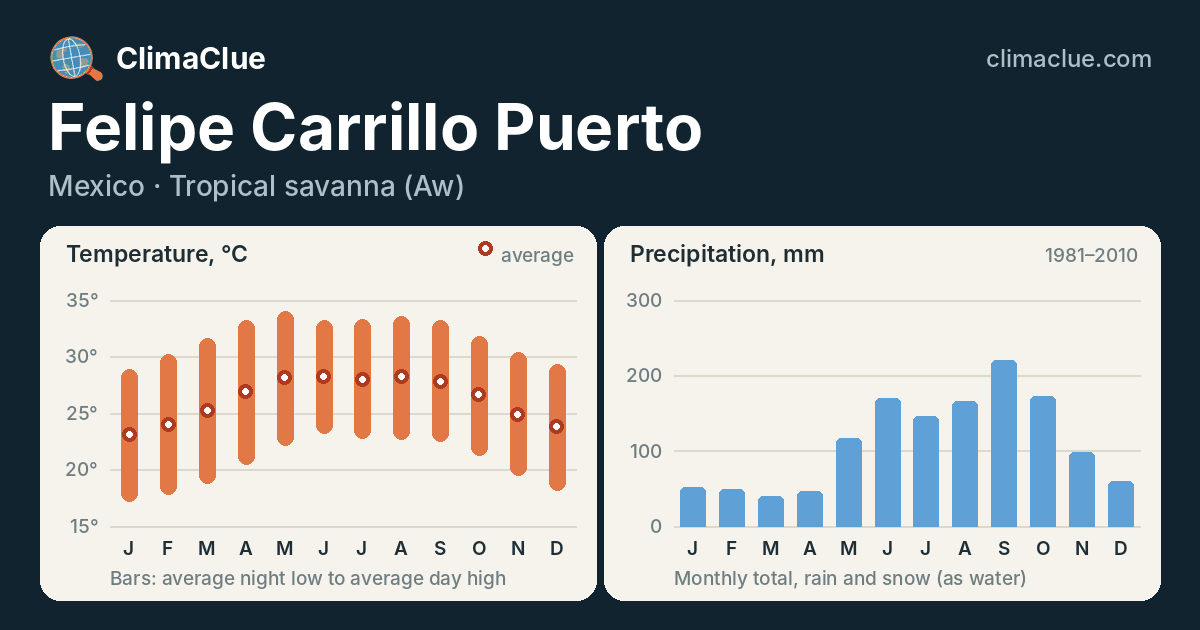 ClimaClue
climaclue.com
Felipe Carrillo Puerto
Mexico · Tropical savanna (Aw)
Temperature, °C
average
35°
30°
25°
20°
15°
J F M A M J J A S O N D
Bars: average night low to average day high
Precipitation, mm
1981–2010
300
200
100
0
J F M A M J J A S O N D
Monthly total, rain and snow (as water)